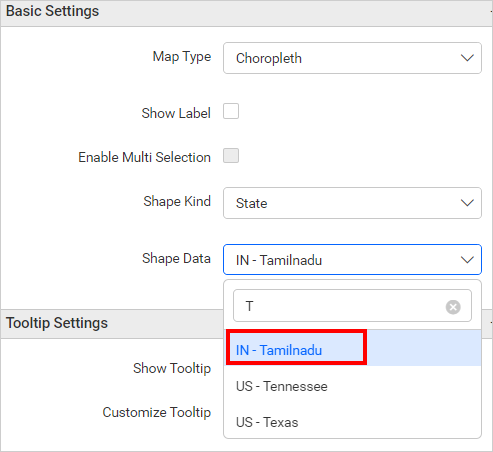 Basic Settings
Map Type
Choropleth
Show Label
Enable Multi Selection
Shape Kind
State
Shape Data
IN - Tamilnadu
T
Tooltip Settings
IN - Tamilnadu
Show Tooltip
US - Tennessee
Customize Tooltip
US - Texas